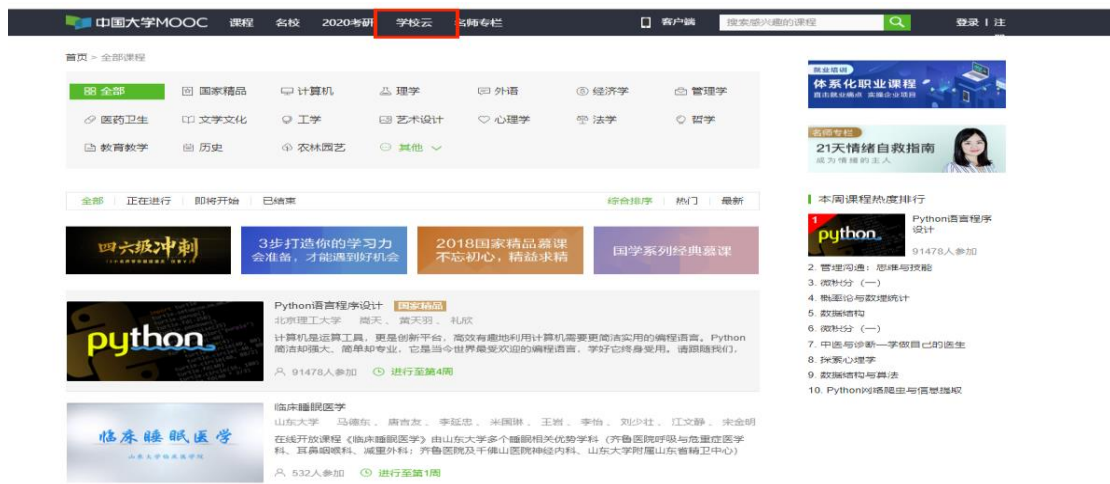 中国大学MOOC 课程 名校 2020考研 学校云 名师专栏 客户端 搜索感兴趣的课程 登录 | 注
首页 > 全部课程
全部 国家精品 计算机 理学 外语 经济学 管理学
医药卫生 文学文化 工学 艺术设计 心理学 法学 哲学
教育教学 历史 农林园艺 其他
全部 正在进行 即将开始 已结束 综合排序 热门 最新
四六级冲刺
3步打造你的学习力
会准备,才能遇到好机会
2018国家精品慕课
不忘初心,精益求精
国学系列经典慕课
python
Python语言程序设计 国家精品
北京理工大学 嵩天、黄天羽、礼欣
计算机是运算工具,更是创新平台,高效有趣地利用计算机需要更简洁实用的编程语言。Python
简洁却强大、简单却专业,它是当今世界最受欢迎的编程语言,学好它终身受用。请跟随我们,
91478人参加 进行至第4周
临床睡眠医学
山东大学临床医学院
临床睡眠医学
山东大学 马德东、唐吉友、李延忠、米国琳、王岩、李怡、刘少壮、江文静、宋金明
在线开放课程《临床睡眠医学》由山东大学多个睡眠相关优势学科(齐鲁医院呼吸与危重症医学
科、耳鼻咽喉科、减重外科;齐鲁医院及千佛山医院神经内科、山东大学附属山东省精卫中心)
532人参加 进行至第1周
就业培训
体系化职业课程
直击就业痛点 实操企业项目
名师专栏
21天情绪自救指南
成为情绪的主人
本周课程热度排行
1
python
Python语言程序
设计
91478人参加
2. 管理沟通:思维与技能
3. 微积分(一)
4. 概率论与数理统计
5. 数据结构
6. 微积分(一)
7. 中医与诊断—学做自己的医生
8. 探索心理学
9. 数据结构与算法
10. Python网络爬虫与信息提取